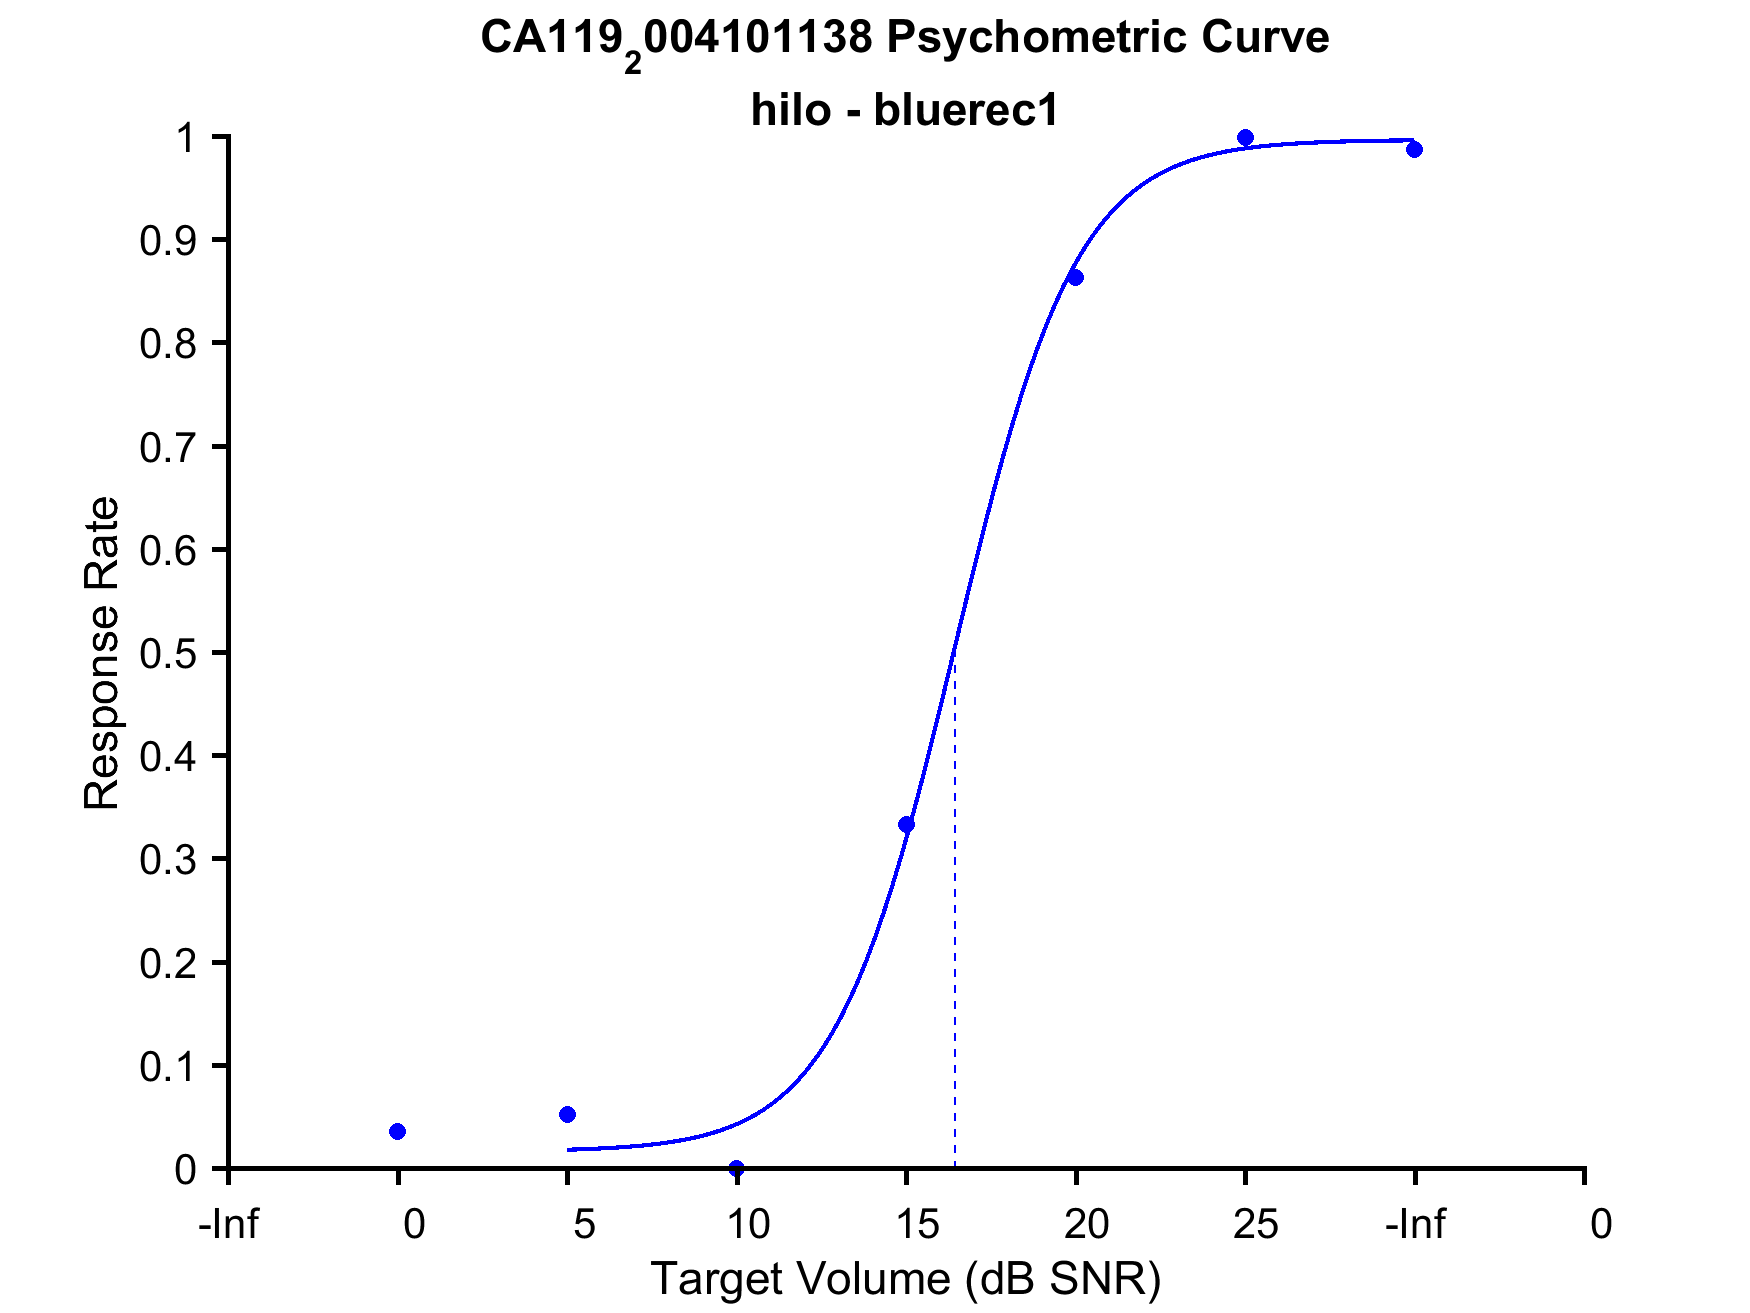 CA119₂004101138 Psychometric Curve
hilo - bluerec1
1
0.9
0.8
0.7
0.6
0.5
0.4
0.3
0.2
0.1
0
Response Rate
-Inf 0 5 10 15 20 25 -Inf 0
Target Volume (dB SNR)